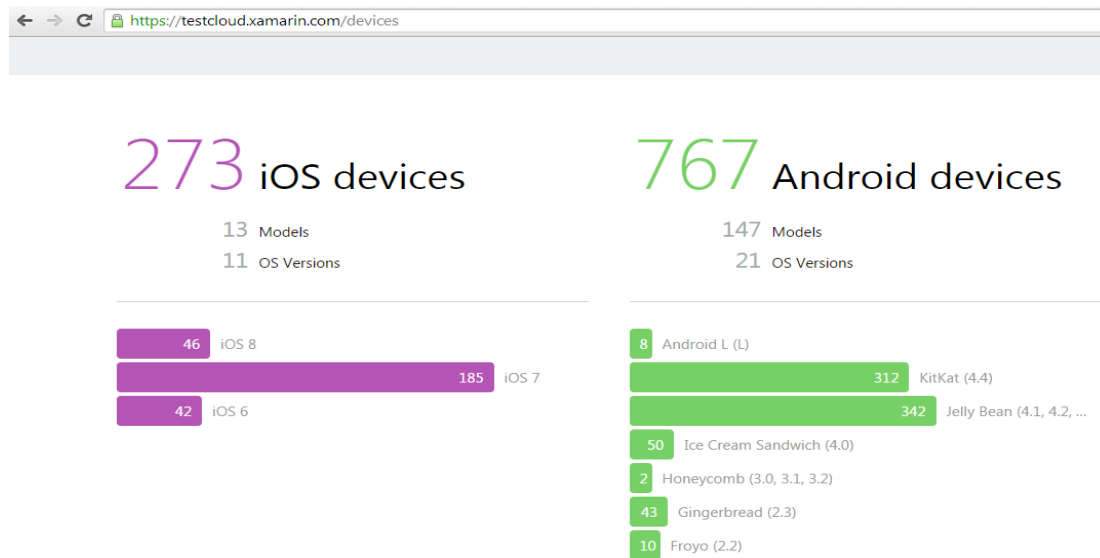 https://testcloud.xamarin.com/devices
273 iOS devices
13 Models
11 OS Versions
46 iOS 8
185 iOS 7
42 iOS 6
767 Android devices
147 Models
21 OS Versions
8 Android L (L)
312 KitKat (4.4)
342 Jelly Bean (4.1, 4.2, ...
50 Ice Cream Sandwich (4.0)
2 Honeycomb (3.0, 3.1, 3.2)
43 Gingerbread (2.3)
10 Froyo (2.2)